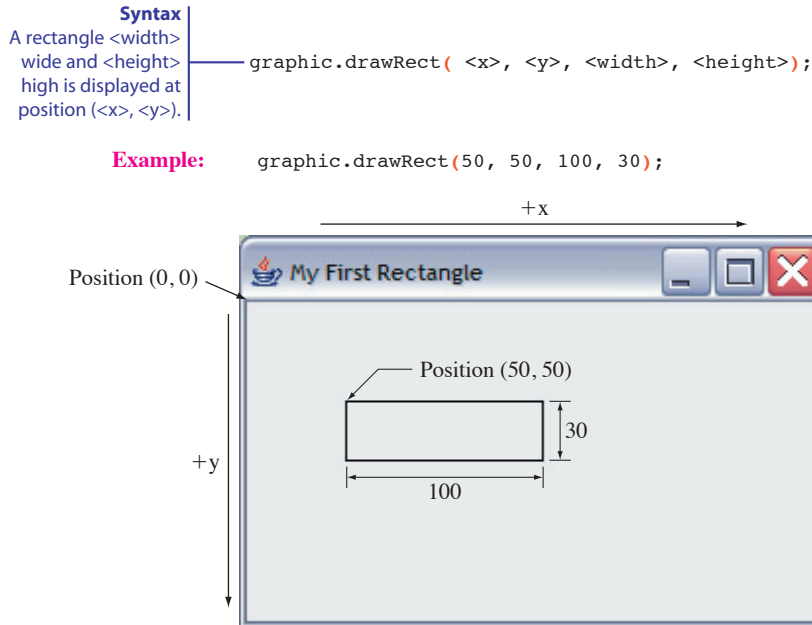 Syntax
A rectangle <width>
wide and <height>
high is displayed at
position (<x>, <y>).
graphic.drawRect( <x>, <y>, <width>, <height>);
Example:
graphic.drawRect(50, 50, 100, 30);
+x
Position (0, 0)
My First Rectangle
Position (50, 50)
30
100
+y